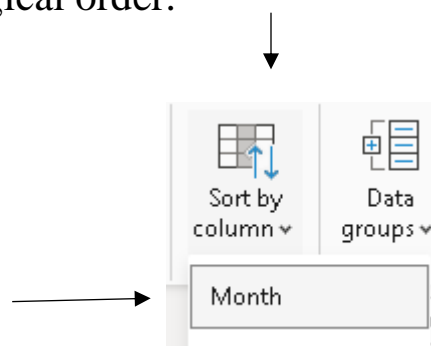 gical order.
Sort by
column
Data
groups
Month